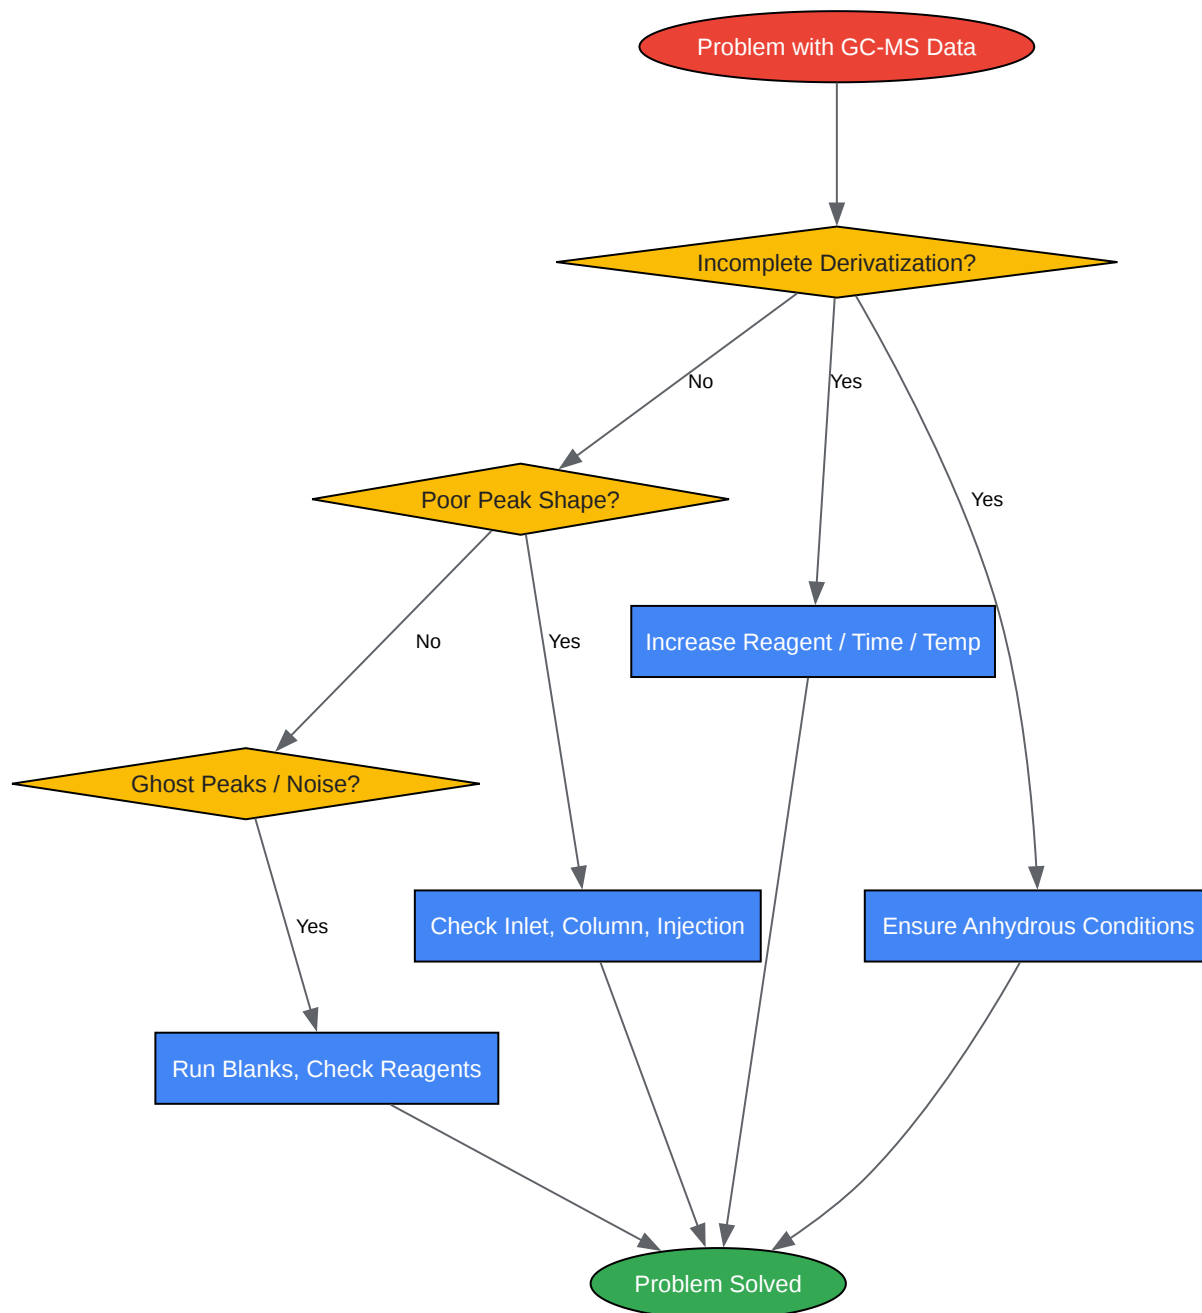 Problem with GC-MS Data
Incomplete Derivatization?
No
Yes
Yes
Poor Peak Shape?
No
Yes
Increase Reagent / Time / Temp
Ghost Peaks / Noise?
Yes
Check Inlet, Column, Injection
Ensure Anhydrous Conditions
Run Blanks, Check Reagents
Problem Solved